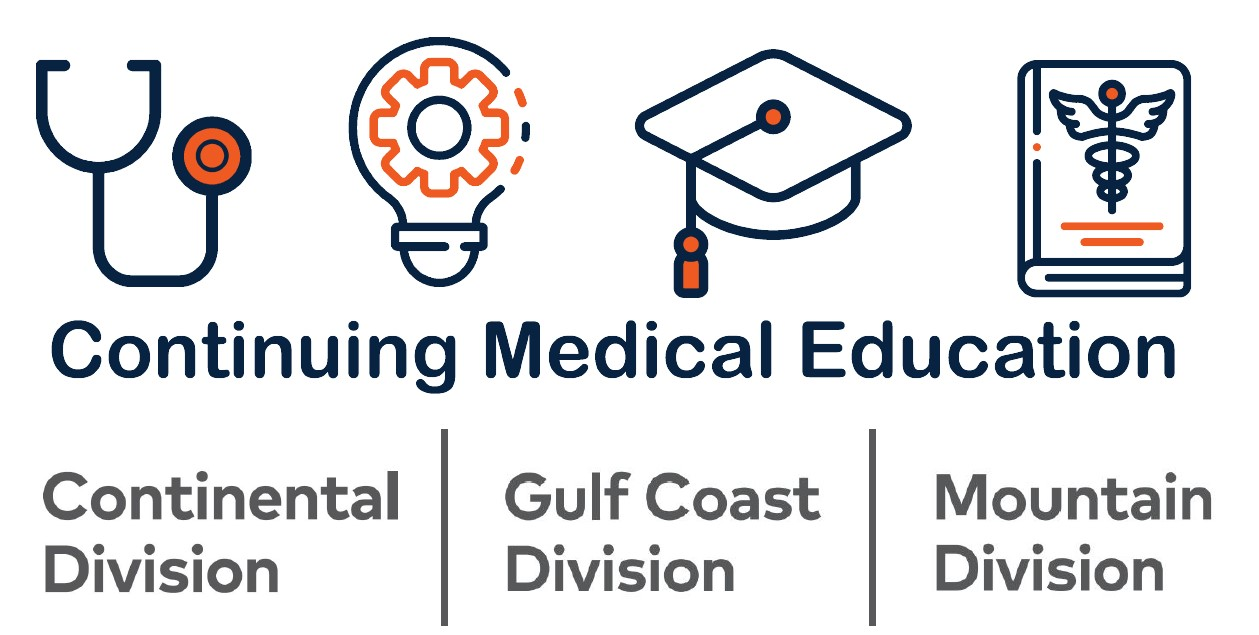 Continuing Medical Education
Continental
Division
Gulf Coast
Division
Mountain
Division